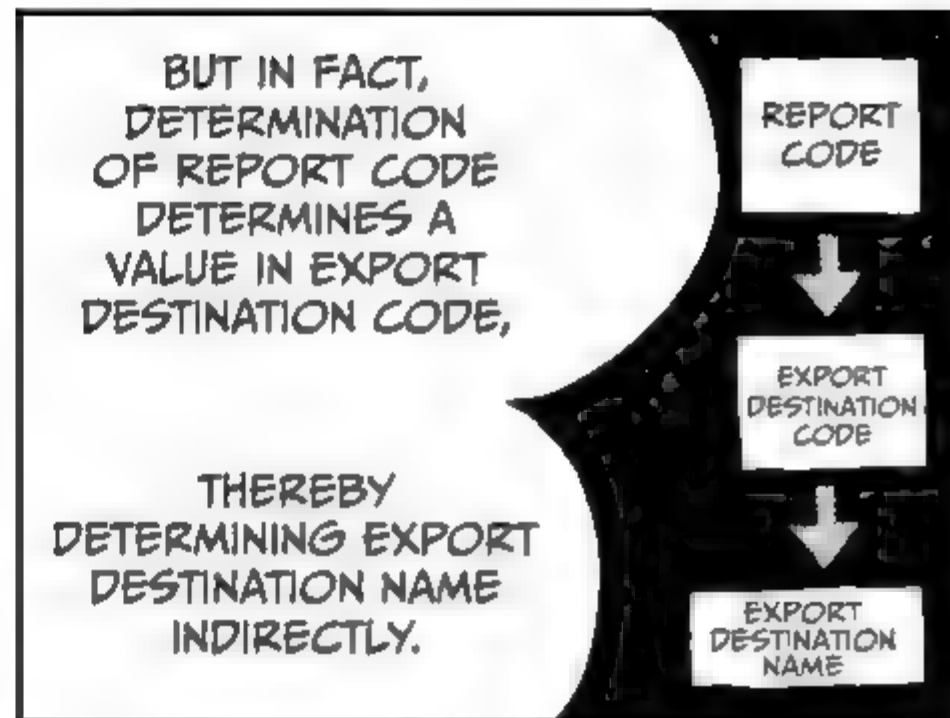 BUT IN FACT,
DETERMINATION
OF REPORT CODE
DETERMINES A
VALUE IN EXPORT
DESTINATION CODE,
THEREBY
DETERMINING EXPORT
DESTINATION NAME
INDIRECTLY.
REPORT
CODE
EXPORT
DESTINATION
CODE
EXPORT
DESTINATION
NAME